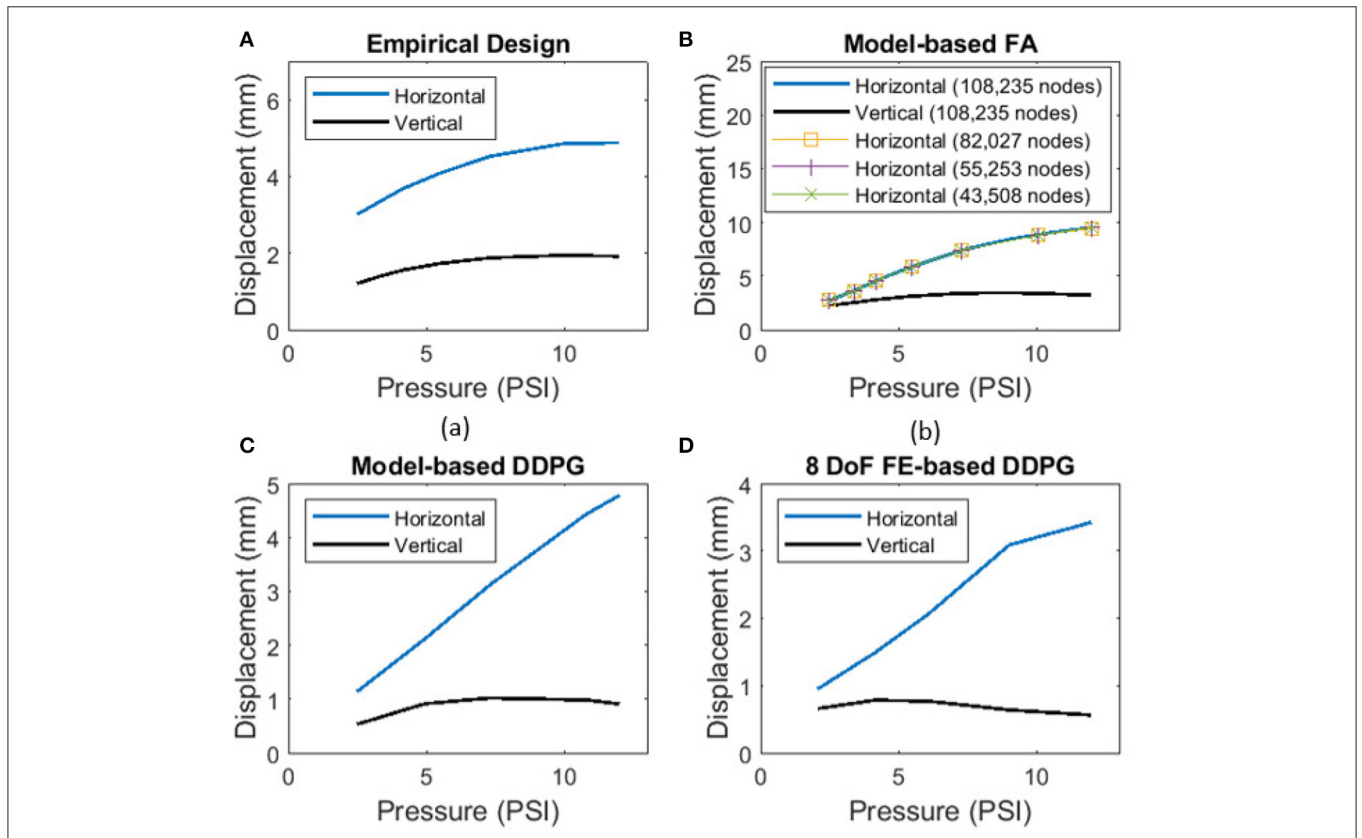 A
Empirical Design
Displacement (mm)
6
4
2
0
Horizontal
Vertical
0 5 10
Pressure (PSI)
(a)
B
Model-based FA
Displacement (mm)
25
20
15
10
5
0
Horizontal (108,235 nodes)
Vertical (108,235 nodes)
Horizontal (82,027 nodes)
Horizontal (55,253 nodes)
Horizontal (43,508 nodes)
0 5 10
Pressure (PSI)
(b)
C
Model-based DDPG
Displacement (mm)
5
4
3
2
1
0
Horizontal
Vertical
0 5 10
Pressure (PSI)
D
8 DoF FE-based DDPG
Displacement (mm)
4
3
2
1
0
Horizontal
Vertical
0 5 10
Pressure (PSI)